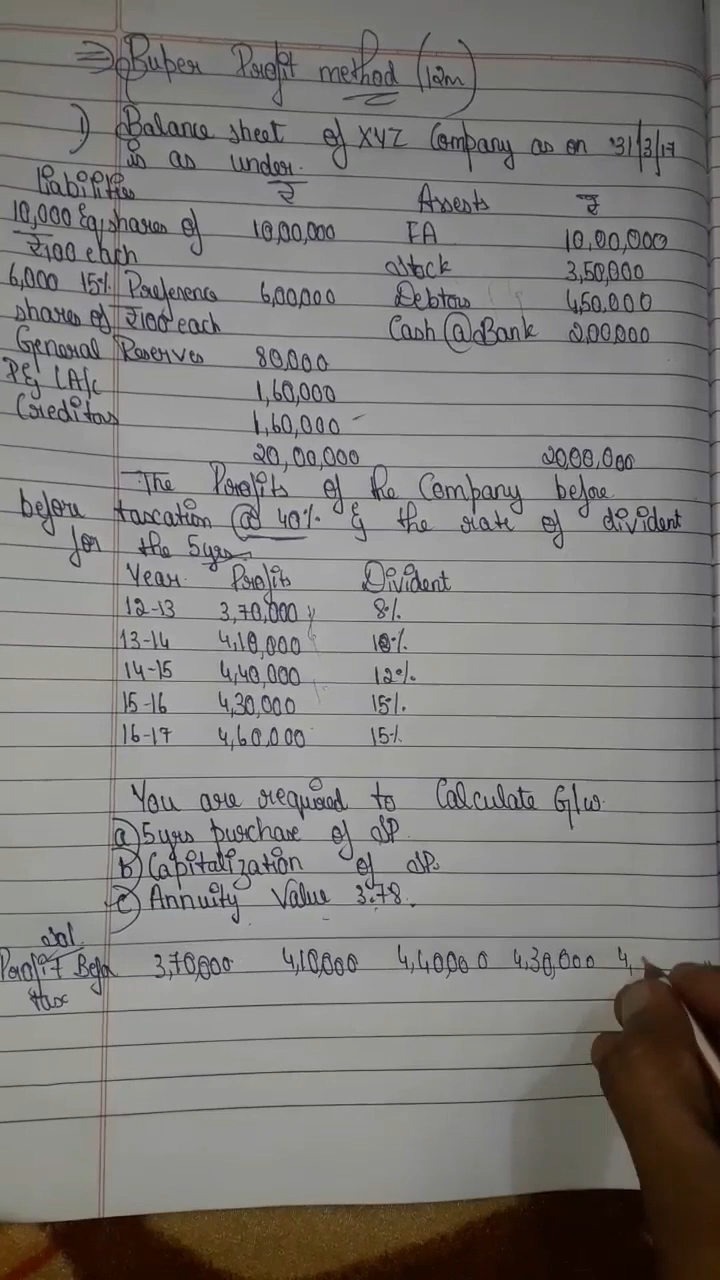 ⇒ Super Profit method (12m)
1) Balance sheet of XYZ Company as on 31/3/17
is as under.
Liabilities ₹ Assests ₹
10,000 Eq, shares of 10,00,000 FA 10,00,000
₹100 each Stock 3,50,000
6,000 15% Preference 6,00,000 Debtors 4,50,000
shares of ₹100 each Cash @ Bank 2,00,000
General Reserves 80,000
P&L A/c 1,60,000
Creditors 1,60,000
20,00,000 20,00,000
The Profits of the Company before
before taxcation @ 40% & the rate of divident
for the 5yrs
Year Profits Divident
12-13 3,70,000 8%
13-14 4,10,000 10%
14-15 4,40,000 12%
15-16 4,30,000 15%
16-17 4,60,000 15%
You are required to Calculate G/w.
a) 5yrs purchase of SP.
b) Capitalization of SP.
c) Annuity Value 3.78.
Sol
Profit Befo 3,70,000 4,10,000 4,40,000 4,30,000 4,
tax